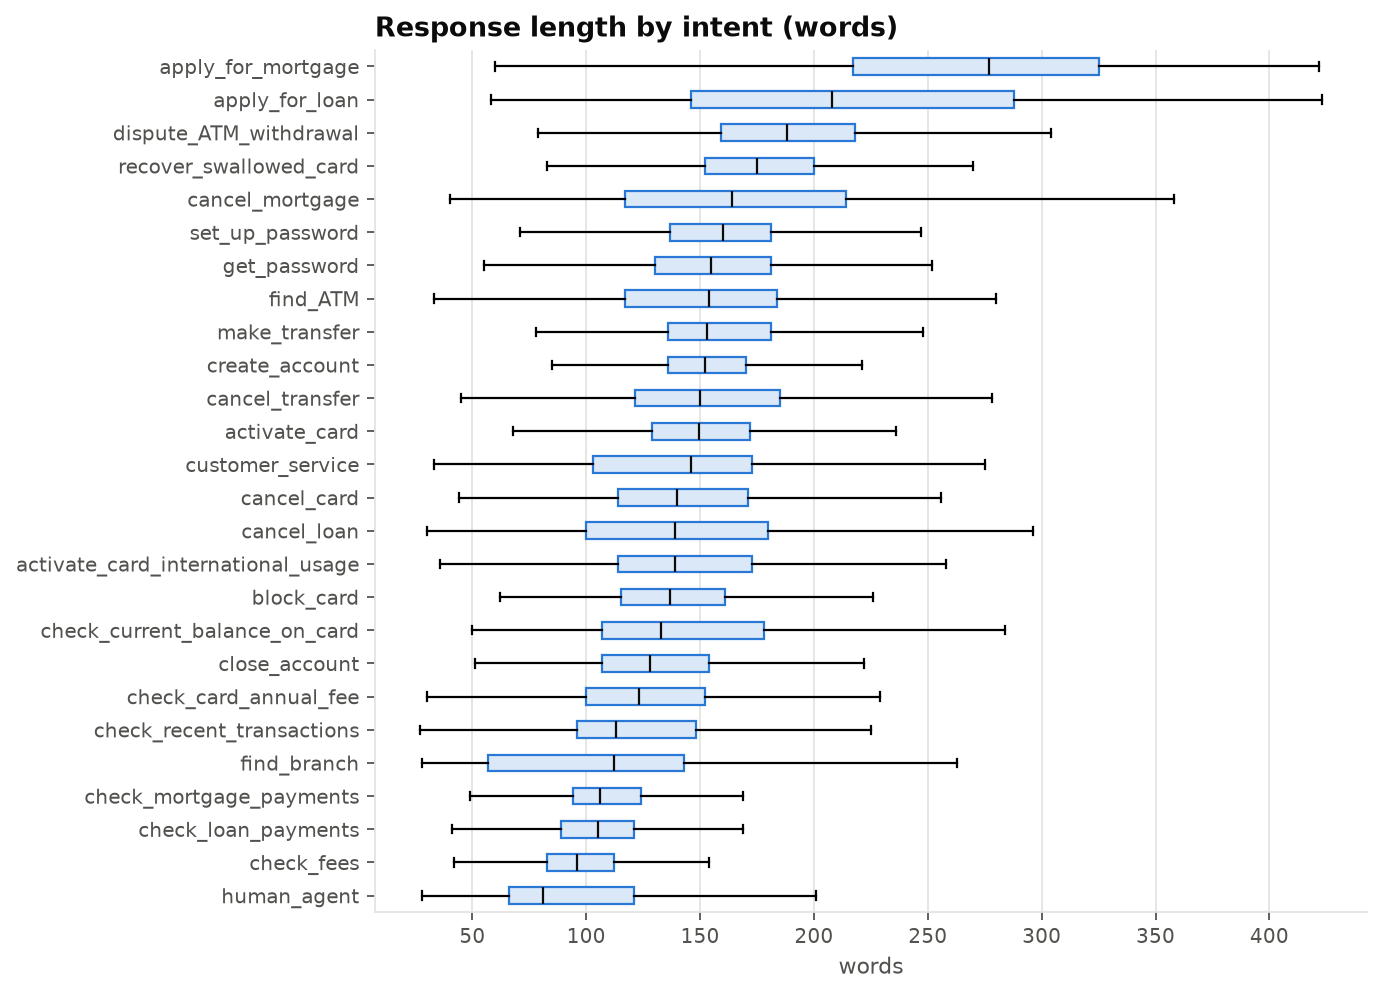 Response length by intent (words)
apply_for_mortgage
apply_for_loan
dispute_ATM_withdrawal
recover_swallowed_card
cancel_mortgage
set_up_password
get_password
find_ATM
make_transfer
create_account
cancel_transfer
activate_card
customer_service
cancel_card
cancel_loan
activate_card_international_usage
block_card
check_current_balance_on_card
close_account
check_card_annual_fee
check_recent_transactions
find_branch
check_mortgage_payments
check_loan_payments
check_fees
human_agent
50 100 150 200 250 300 350 400
words